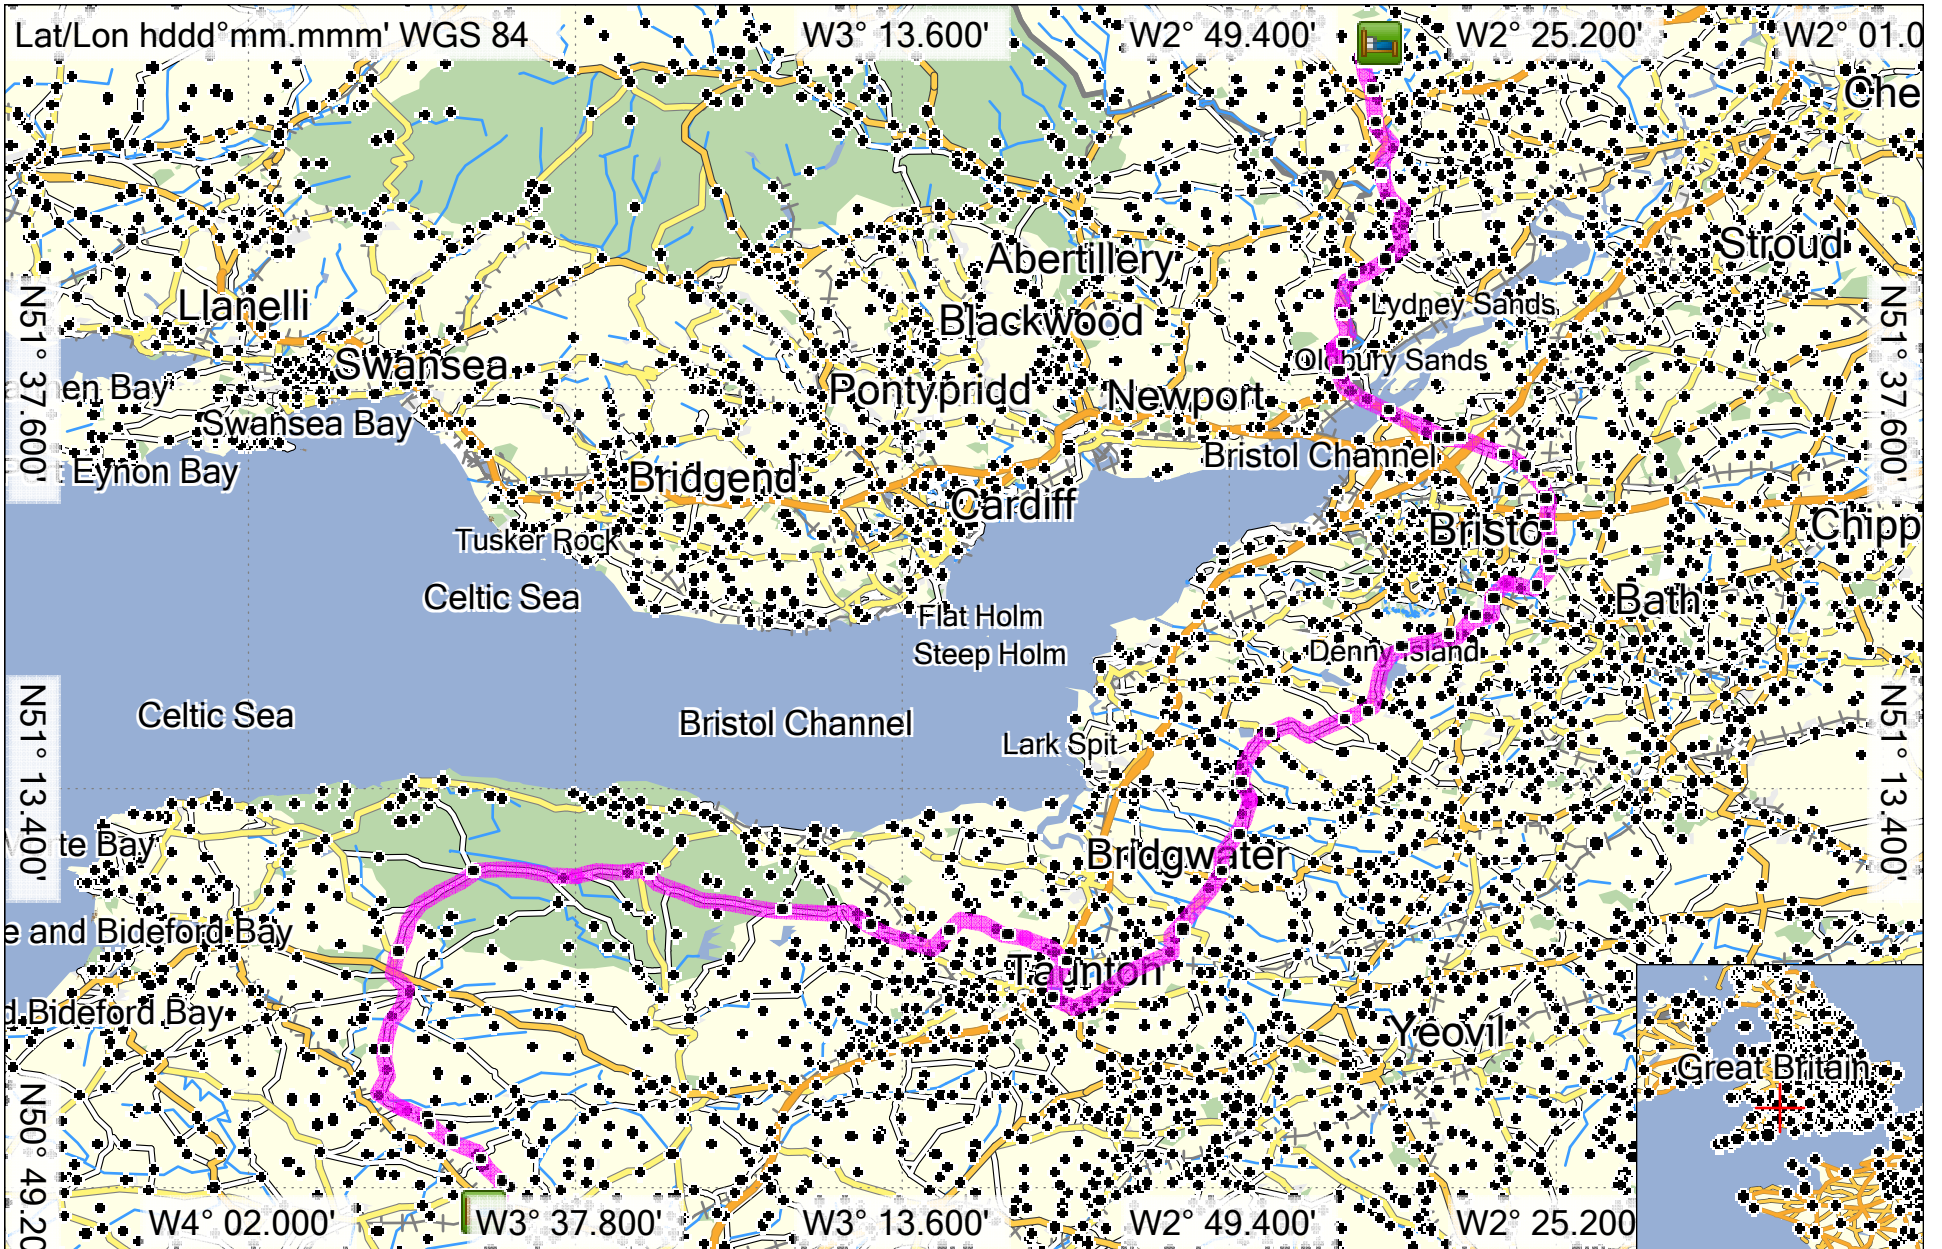 Lat/Lon hddd°mm.mmm' WGS 84
W3° 13.600'
W2° 49.400'
W2° 25.200'
W2° 01.0
Che
Stroud
Abertillery
Llanelli
Lydney Sands
Blackwood
N51° 37.600'
N51° 37.600'
Oldbury Sands
Swansea
en Bay
Pontypridd
Newport
Swansea Bay
Bristol Channel
Eynon Bay
Bridgend
Cardiff
Bristo
Chipp
Tusker Rock
Celtic Sea
Bath
Flat Holm
Steep Holm
Denny Island
Celtic Sea
Bristol Channel
Lark Spit
N51° 13.400'
N51° 13.400'
te Bay
Bridgwater
e and Bideford Bay
Taunton
d Bideford Bay
Yeovil
Great Britain
N50° 49.20
W4° 02.000'
W3° 37.800'
W3° 13.600'
W2° 49.400'
W2° 25.200